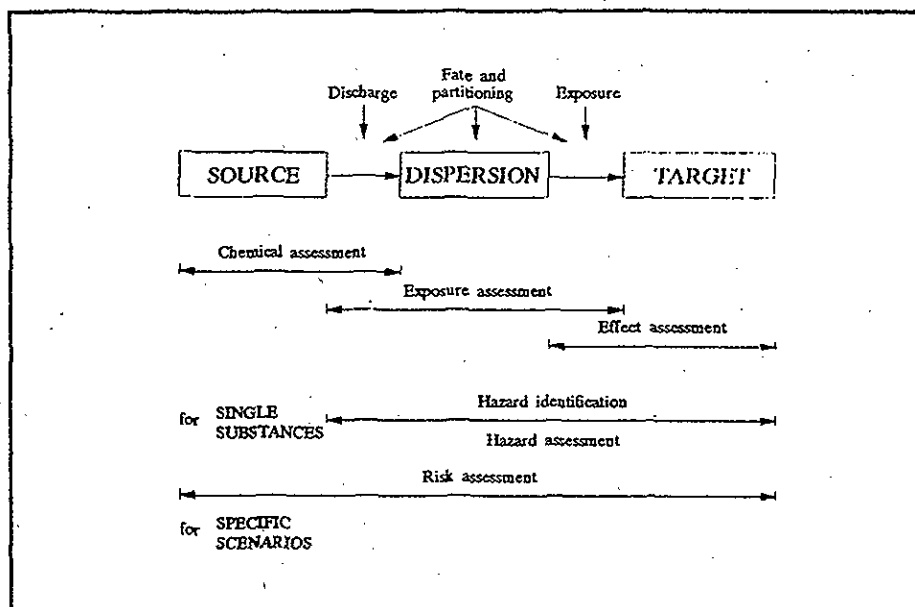 Fate and
Discharge partitioning Exposure
SOURCE DISPERSION TARGET
Chemical assessment
Exposure assessment
Effect assessment
for SINGLE
SUBSTANCES
Hazard identification
Hazard assessment
Risk assessment
for SPECIFIC
SCENARIOS